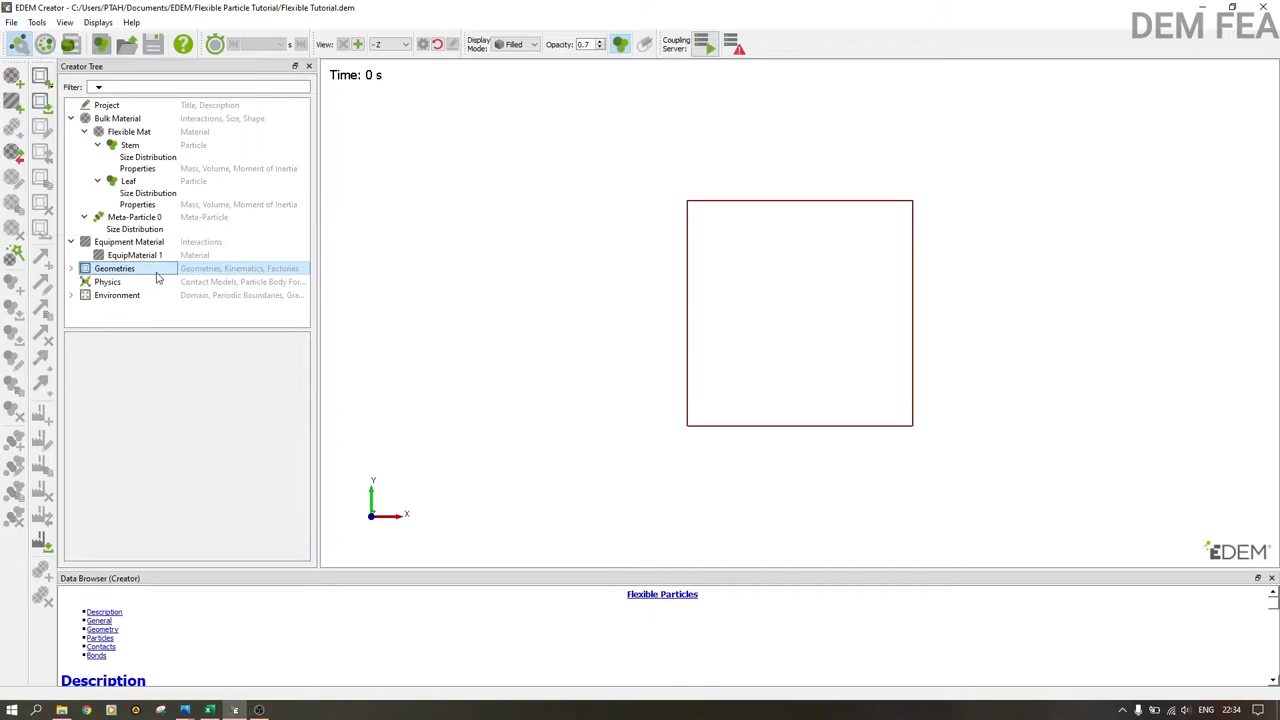 EDEM Creator - C:/Users/PTAH/Documents/EDEM/Flexible Particle Tutorial/Flexible Tutorial.dem
DEM FEA
File Tools View Displays Help
s
View:
- Z
Display Mode:
Filled
Opacity: 0.7
Coupling Server:
Creator Tree
Filter:
Project Title, Description
Bulk Material Interactions, Size, Shape
Flexible Mat Material
Stem Particle
Size Distribution
Properties Mass, Volume, Moment of Inertia
Leaf Particle
Size Distribution
Properties Mass, Volume, Moment of Inertia
Meta-Particle 0 Meta-Particle
Size Distribution
Equipment Material Interactions
EquipMaterial 1 Material
Geometries Geometries, Kinematics, Factories
Physics Contact Models, Particle Body For...
Environment Domain, Periodic Boundaries, Gra...
Time: 0 s
Y
X
EDEM
Data Browser (Creator)
Flexible Particles
Description
General
Geometry
Particles
Contacts
Bonds
Description
ENG 22:34